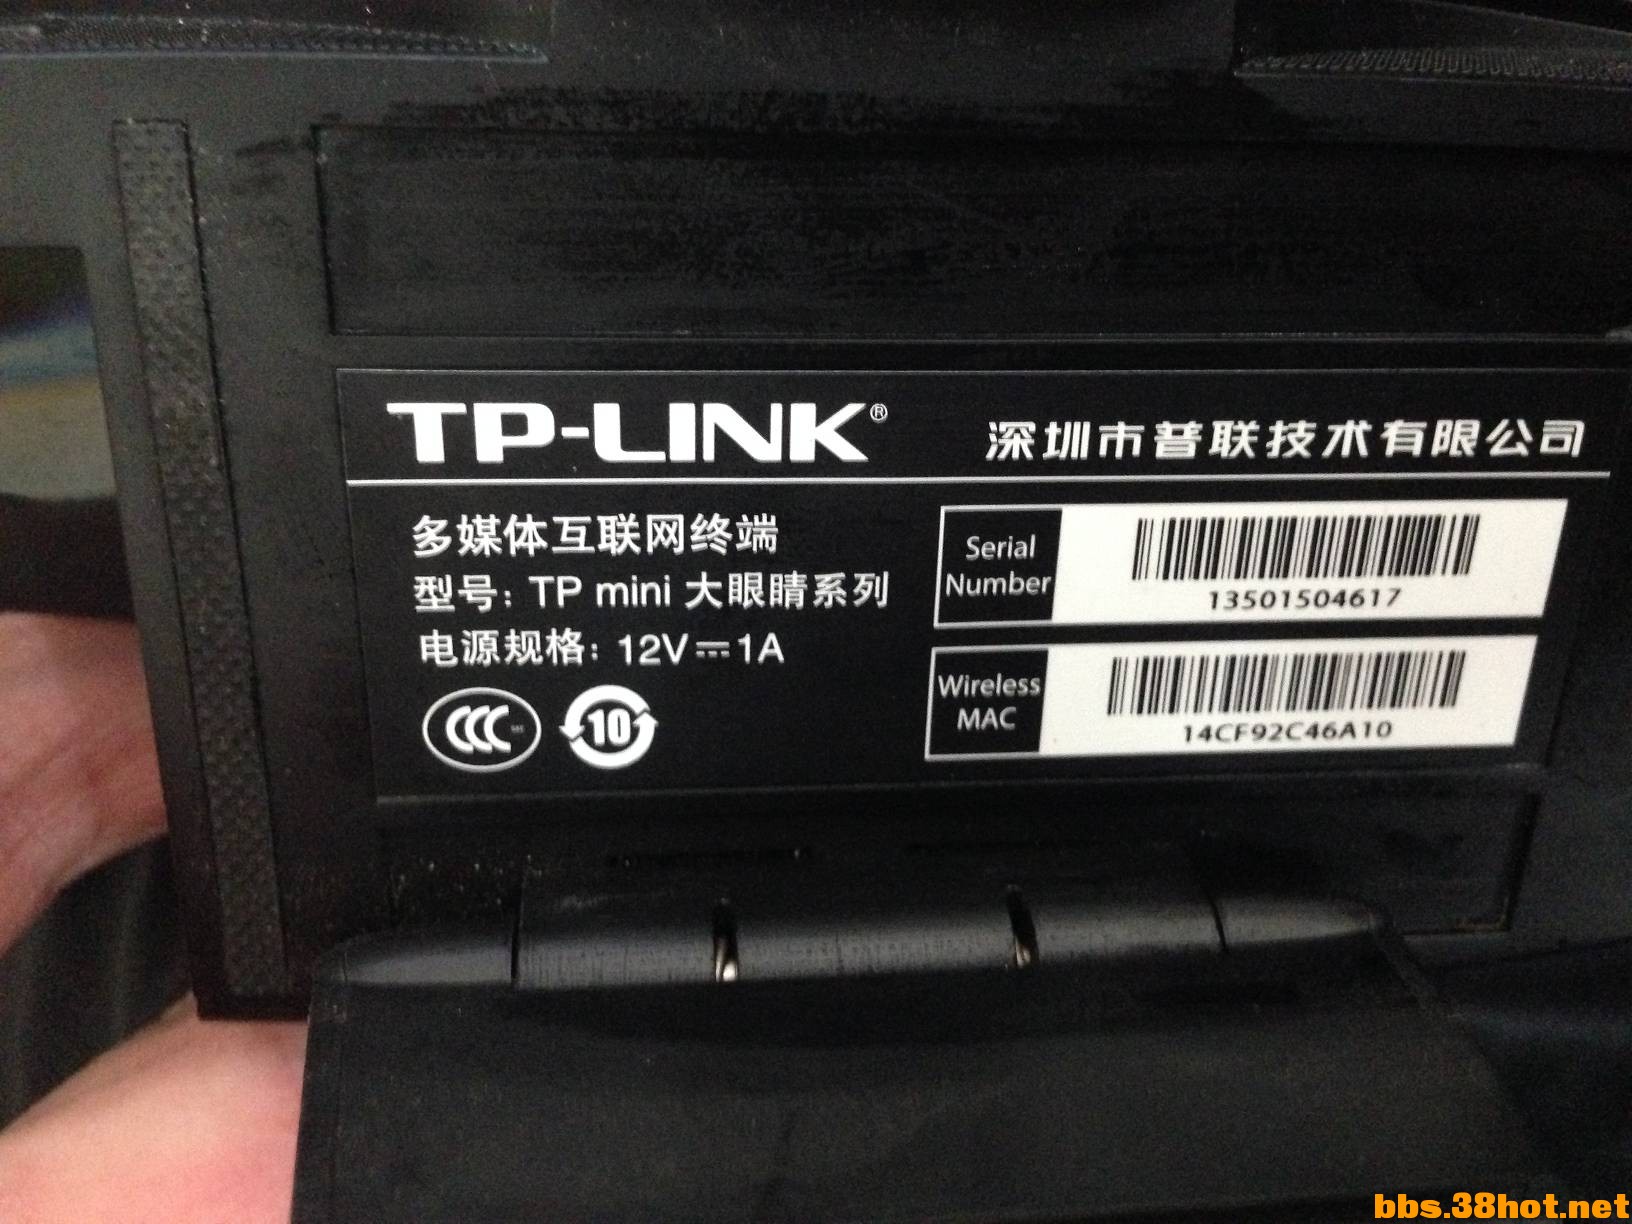 TP-LINK®
深圳市普联技术有限公司
多媒体互联网终端
型号: TP mini 大眼睛系列
电源规格: 12V⎓1A
CCC
10
Serial Number
13501504617
Wireless MAC
14CF92C46A10
bbs.38hot.net